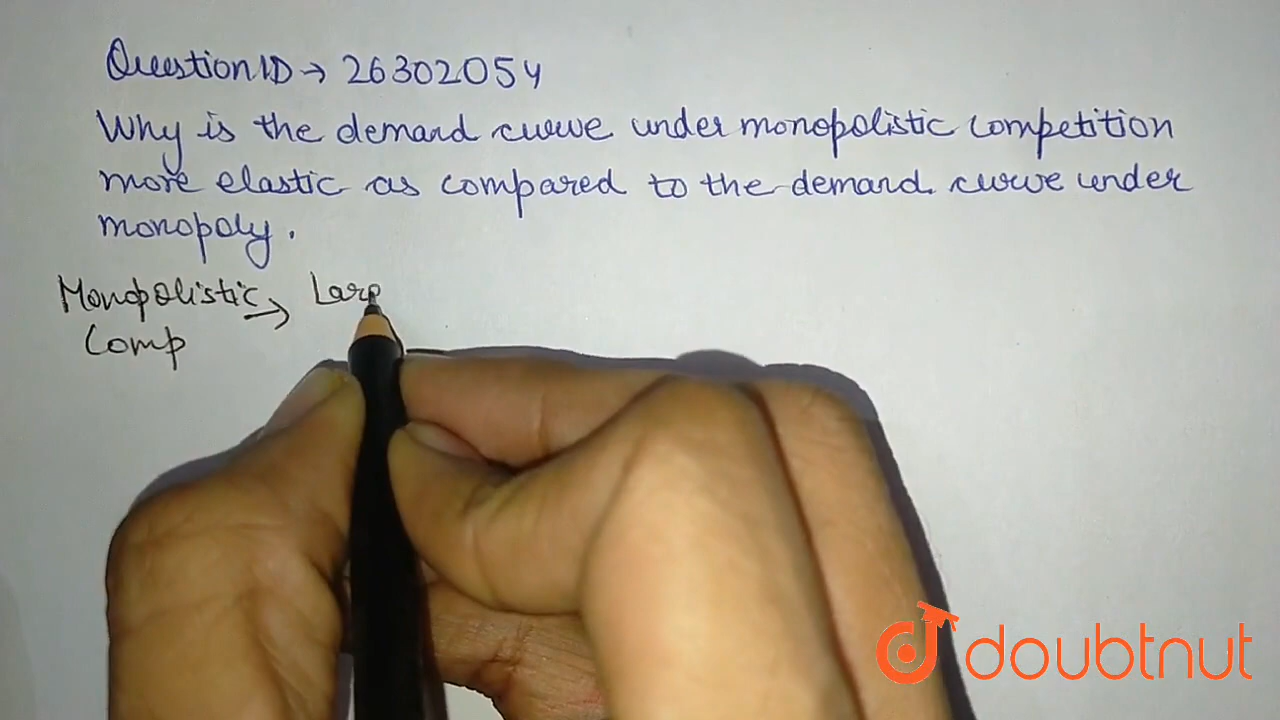 Question ID → 26302054
Why is the demand curve under monopolistic competition
more elastic as compared to the demand curve under
monopoly.
Monopolistic → Larg
Comp
doubtnut